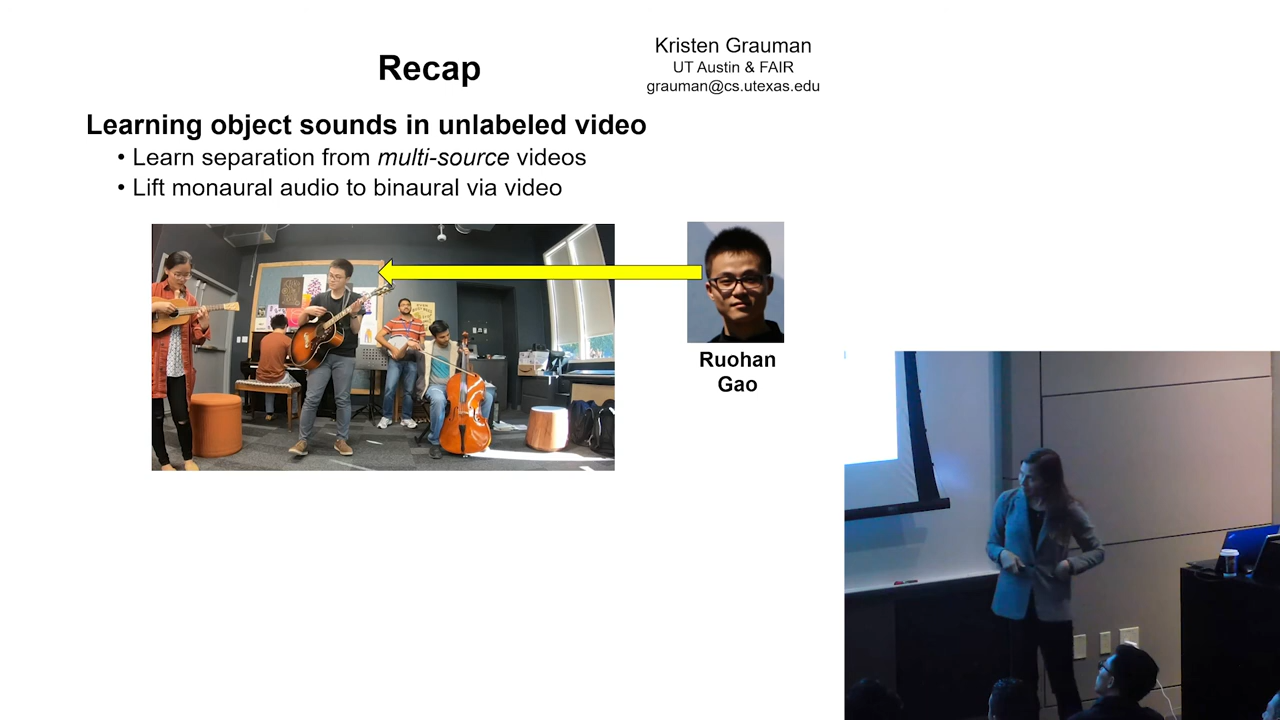 Recap
Kristen Grauman
UT Austin & FAIR
grauman@cs.utexas.edu
Learning object sounds in unlabeled video
• Learn separation from multi-source videos
• Lift monaural audio to binaural via video
Ruohan
Gao